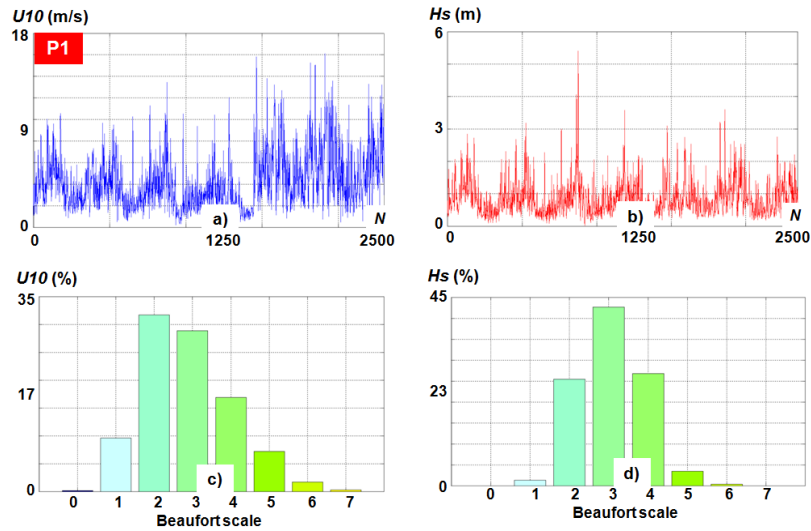 U10 (m/s)
18
P1
9
0
a)
N
0 1250 2500
Hs (m)
6
3
0
b)
N
0 1250 2500
U10 (%)
35
17
0
c)
0 1 2 3 4 5 6 7
Beaufort scale
Hs (%)
45
23
0
d)
0 1 2 3 4 5 6 7
Beaufort scale